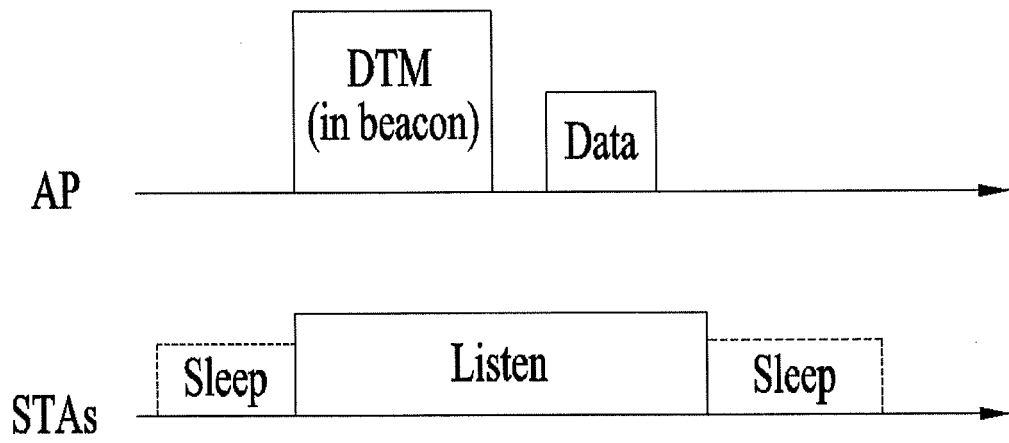 DTM
(in beacon)
Data
AP
Sleep
Listen
Sleep
STAs